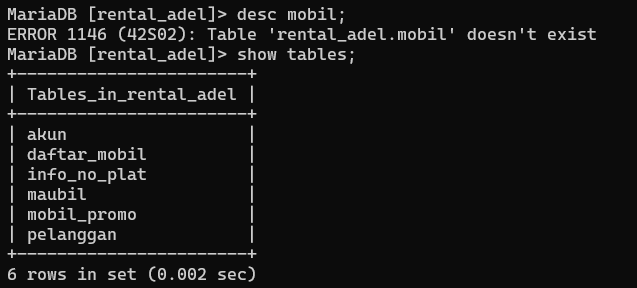 MariaDB [rental_adel]> desc mobil;
ERROR 1146 (42S02): Table 'rental_adel.mobil' doesn't exist
MariaDB [rental_adel]> show tables;
+-----------------------+
| Tables_in_rental_adel |
+-----------------------+
| akun                  |
| daftar_mobil          |
| info_no_plat          |
| maubil                |
| mobil_promo           |
| pelanggan             |
+-----------------------+
6 rows in set (0.002 sec)